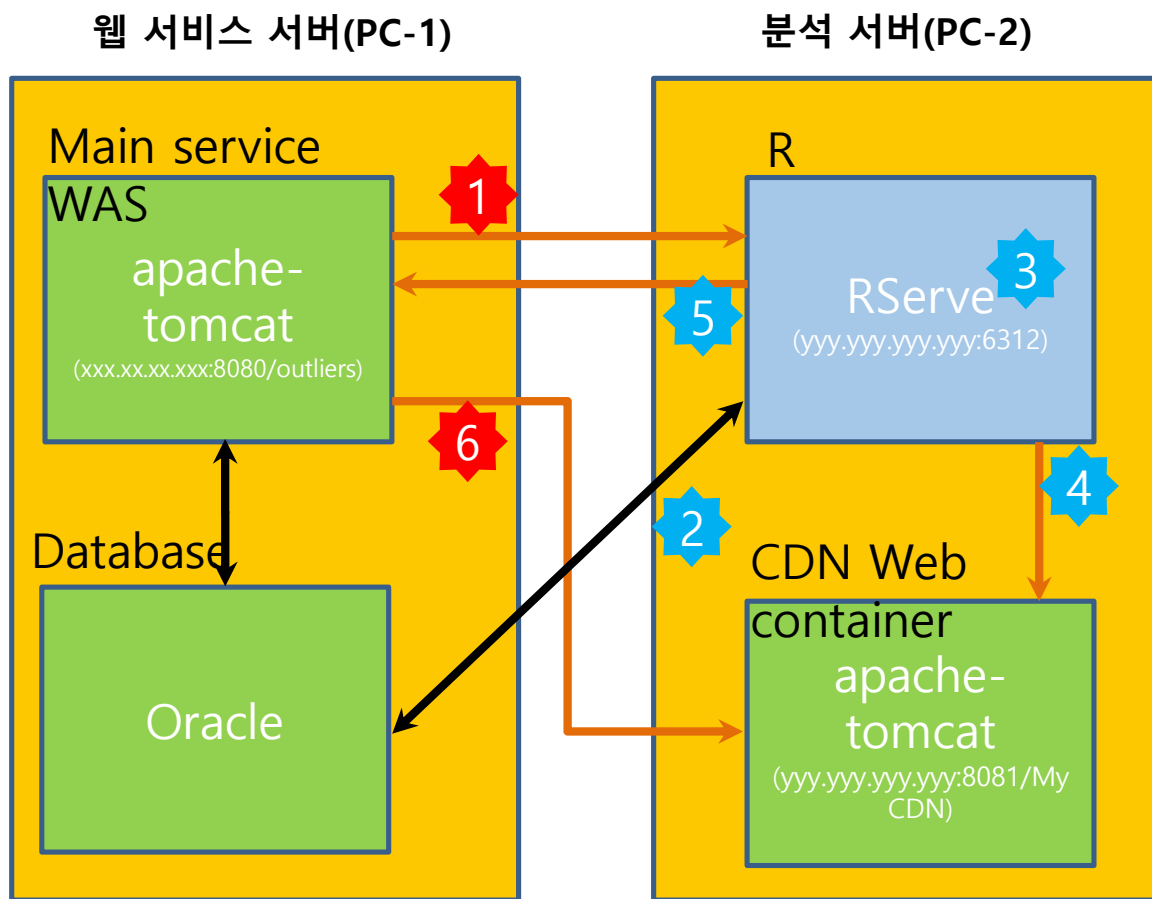 웹 서비스 서버(PC-1)
Main service
WAS
apache-
tomcat
(xxx.xx.xx.xxx:8080/outliers)
1
5
6
Database
Oracle
2
분석 서버(PC-2)
R
RServe
3
(yyy.yyy.yyy.yyy:6312)
4
CDN Web
container
apache-
tomcat
(yyy.yyy.yyy.yyy:8081/My
CDN)